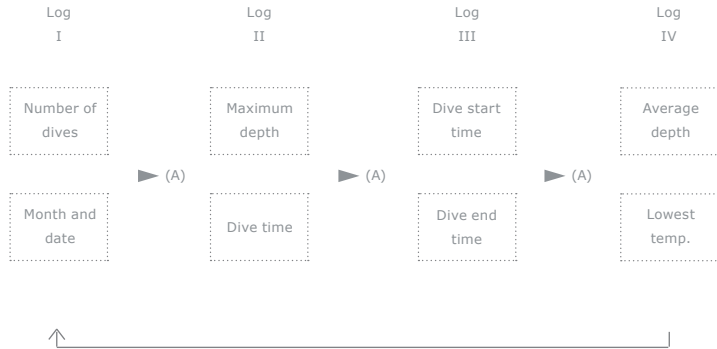 Log
I
Log
II
Log
III
Log
IV
Number of
dives
Maximum
depth
Dive start
time
Average
depth
(A)
(A)
(A)
Month and
date
Dive time
Dive end
time
Lowest
temp.